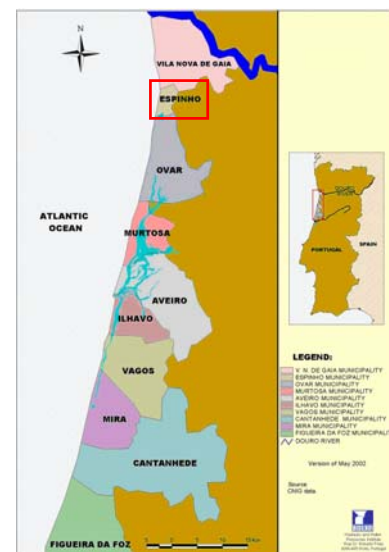 N
VILA NOVA DE GAIA
ESPINHO
OVAR
ATLANTIC
OCEAN
MURTOSA
AVEIRO
ILHAVO
VAGOS
MIRA
CANTANHEDE
FIGUEIRA DA FOZ
PORTUGAL
SPAIN
LEGEND:
V. N. DE GAIA MUNICIPALITY
ESPINHO MUNICIPALITY
OVAR MUNICIPALITY
MURTOSA MUNICIPALITY
AVEIRO MUNICIPALITY
ILHAVO MUNICIPALITY
VAGOS MUNICIPALITY
CANTANHEDE MUNICIPALITY
MIRA MUNICIPALITY
FIGUEIRA DA FOZ MUNICIPALI
DOURO RIVER
Version of May 2002
Source
CNIG data